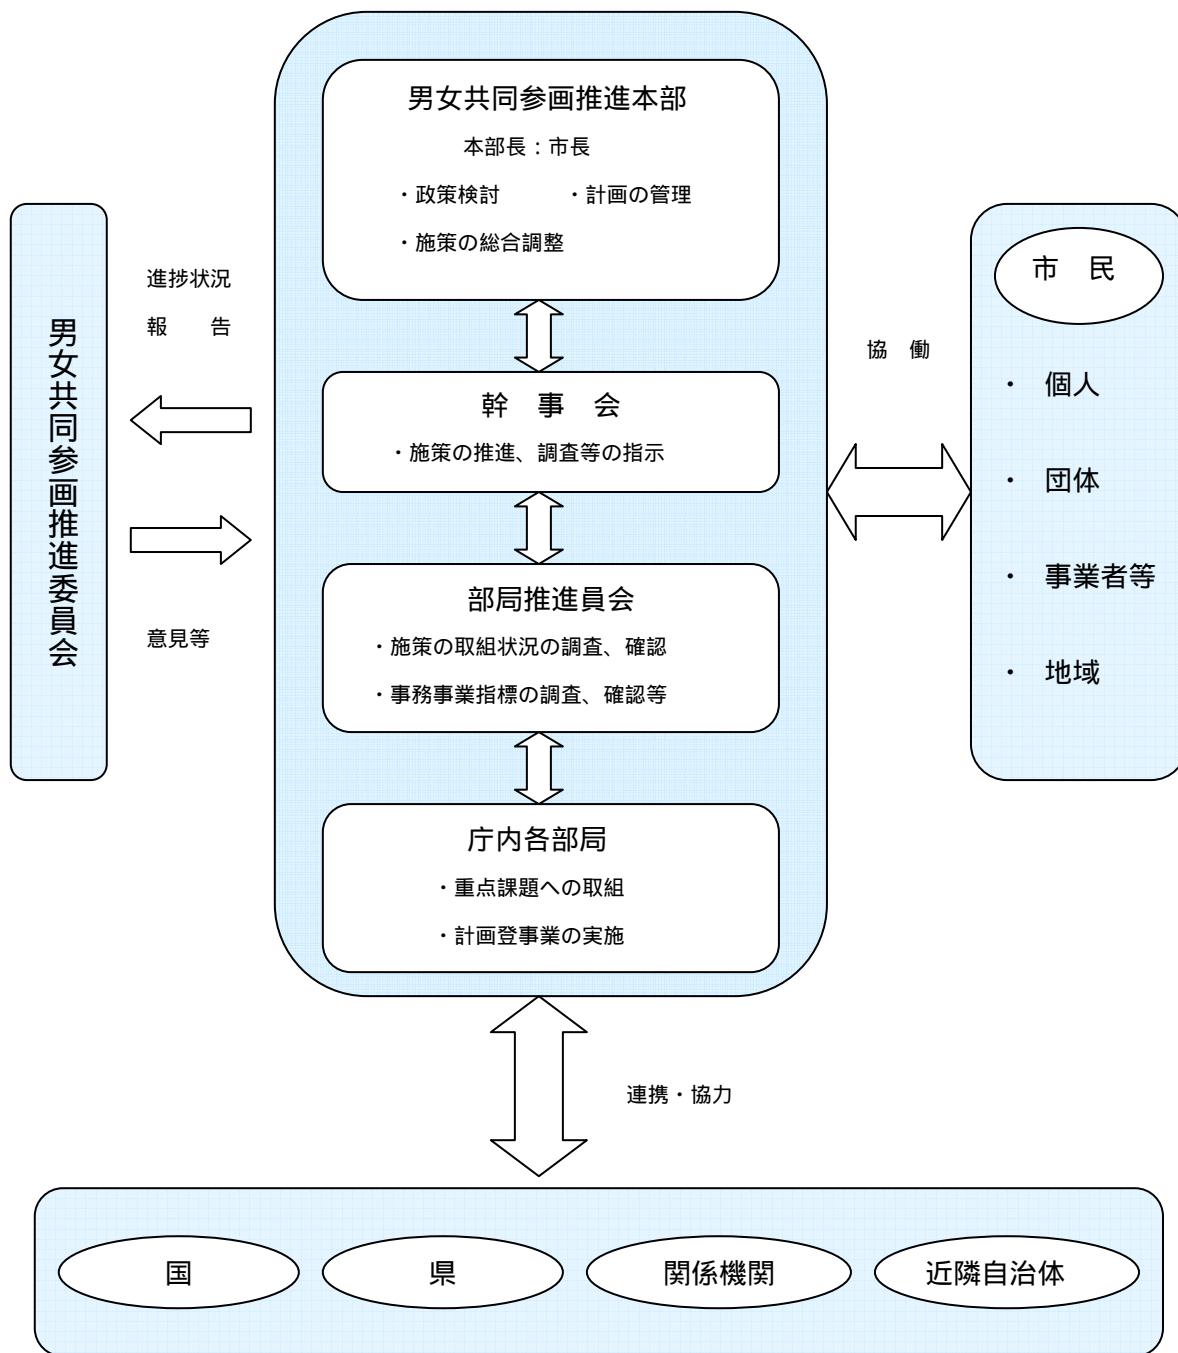 男女共同参画推進本部
本部長：市長
・政策検討　　　・計画の管理
・施策の総合調整
進捗状況
報　　告
男女共同参画推進委員会
意見等
幹　事　会
・施策の推進、調査等の指示
部局推進員会
・施策の取組状況の調査、確認
・事務事業指標の調査、確認等
庁内各部局
・重点課題への取組
・計画登事業の実施
協　働
市　民
・　個人
・　団体
・　事業者等
・　地域
連携・協力
国
県
関係機関
近隣自治体